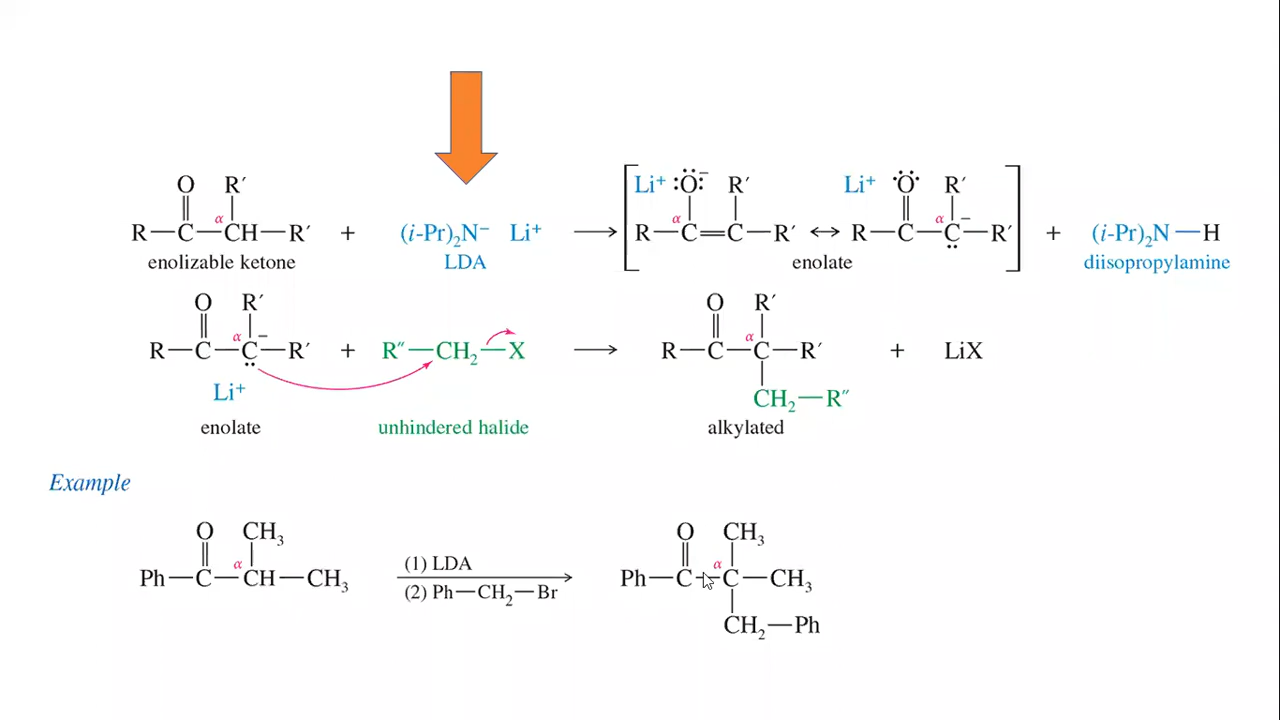 O R′ Li⁺ :Ö:⁻ R′ Li⁺ O R′
R—C—CH—R′ + (i-Pr)₂N⁻ Li⁺ ⟶ R—C═C—R′ ⟷ R—C—C—R′ + (i-Pr)₂N—H
α α α
enolizable ketone LDA enolate diisopropylamine
O R′ O R′
R—C—C—R′ + R″—CH₂—X ⟶ R—C—C—R′ + LiX
α − α
Li⁺ CH₂—R″
enolate unhindered halide alkylated
Example
O CH₃ O CH₃
α (1) LDA α
Ph—C—CH—CH₃ Ph—C—C—CH₃
(2) Ph—CH₂—Br
CH₂—Ph